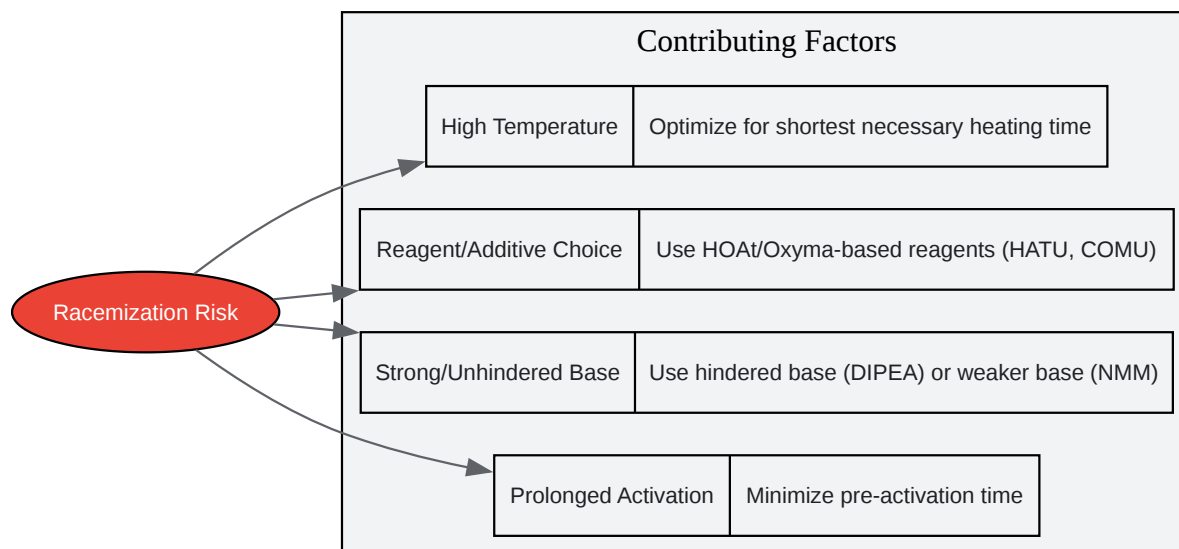 Contributing Factors
High Temperature
Optimize for shortest necessary heating time
Reagent/Additive Choice
Use HOAt/Oxyma-based reagents (HATU, COMU)
Racemization Risk
Strong/Unhindered Base
Use hindered base (DIPEA) or weaker base (NMM)
Prolonged Activation
Minimize pre-activation time